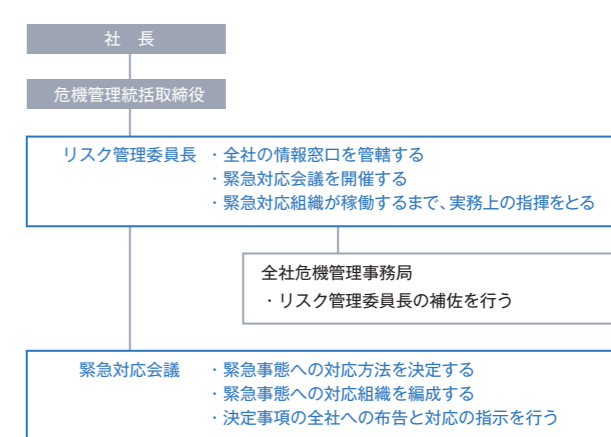 社　長
危機管理統括取締役
リスク管理委員長 ・全社の情報窓口を管轄する
・緊急対応会議を開催する
・緊急対応組織が稼働するまで、実務上の指揮をとる
全社危機管理事務局
・リスク管理委員長の補佐を行う
緊急対応会議 ・緊急事態への対応方法を決定する
・緊急事態への対応組織を編成する
・決定事項の全社への布告と対応の指示を行う